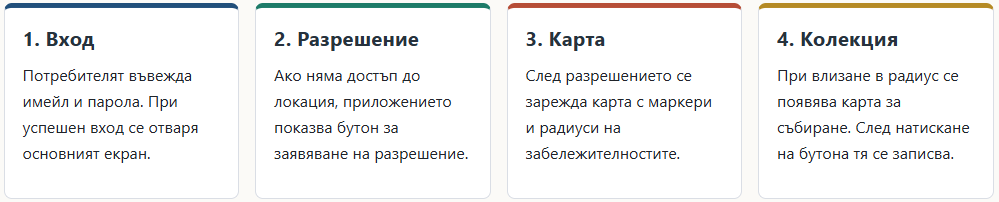 1. Вход
Потребителят въвежда
имейл и парола. При
успешен вход се отваря
основният екран.
2. Разрешение
Ако няма достъп до
локация, приложението
показва бутон за
заявяване на разрешение.
3. Карта
След разрешението се
зарежда карта с маркери
и радиуси на
забележителностите.
4. Колекция
При влизане в радиус се
появява карта за
събиране. След натискане
на бутона тя се записва.